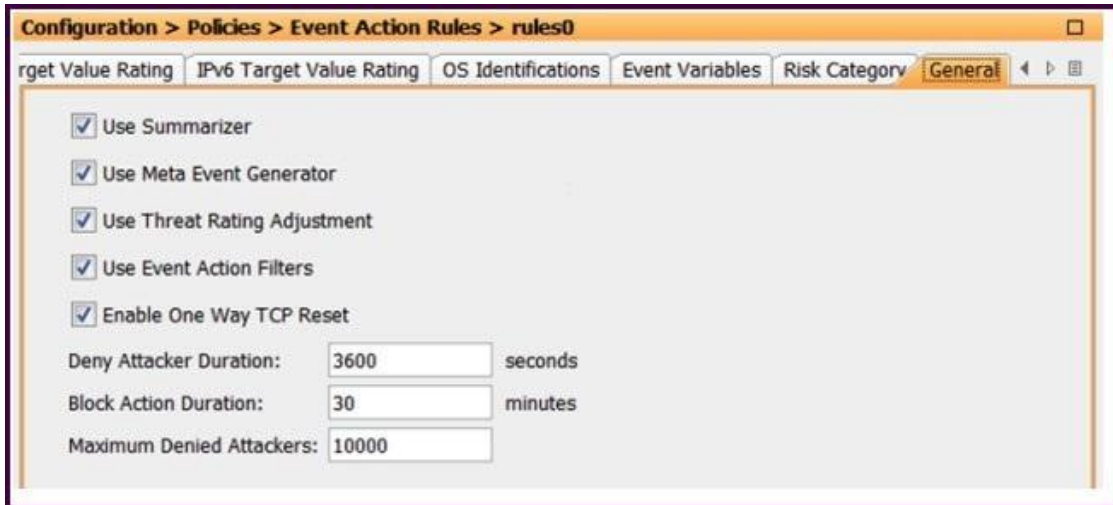 Configuration > Policies > Event Action Rules > rules0
rget Value Rating IPv6 Target Value Rating OS Identifications Event Variables Risk Category General
Use Summarizer
Use Meta Event Generator
Use Threat Rating Adjustment
Use Event Action Filters
Enable One Way TCP Reset
Deny Attacker Duration: 3600 seconds
Block Action Duration: 30 minutes
Maximum Denied Attackers: 10000